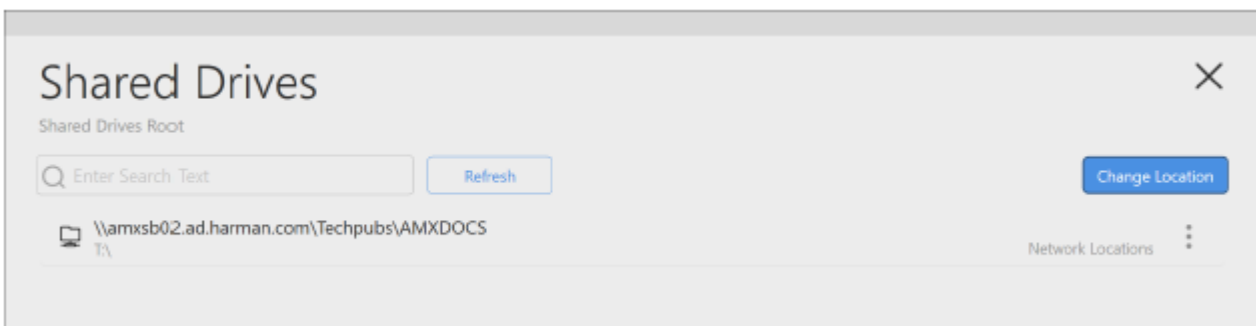 Shared Drives
Shared Drives Root
Enter Search Text
Refresh
Change Location
\\amxsb02.ad.harman.com\Techpubs\AMXDOCS
T:\
Network Locations